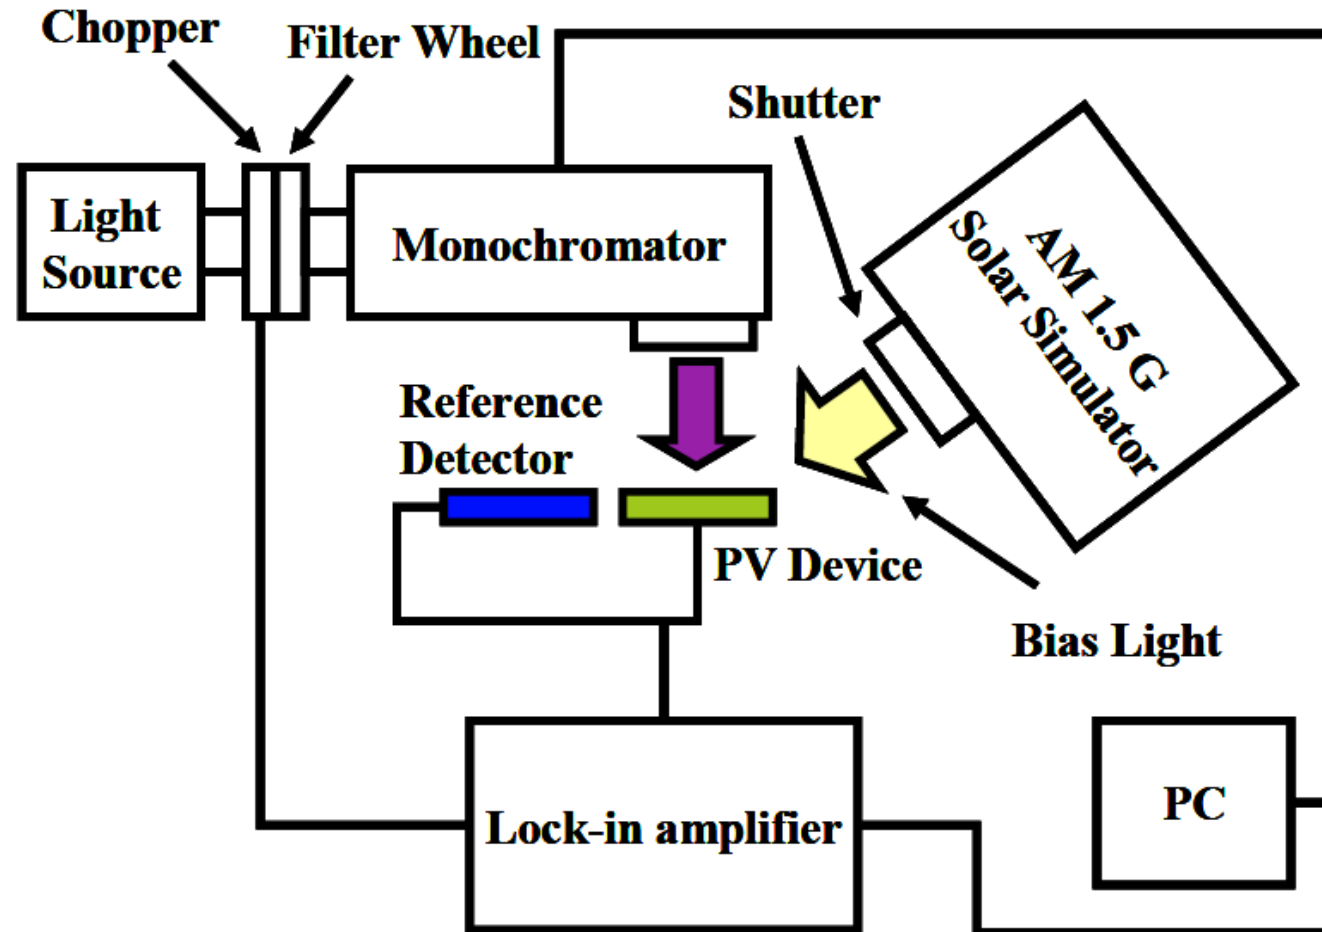 Chopper
Filter Wheel
Shutter
Light
Source
Monochromator
AM 1.5 G
Solar Simulator
Reference
Detector
PV Device
Bias Light
Lock-in amplifier
PC